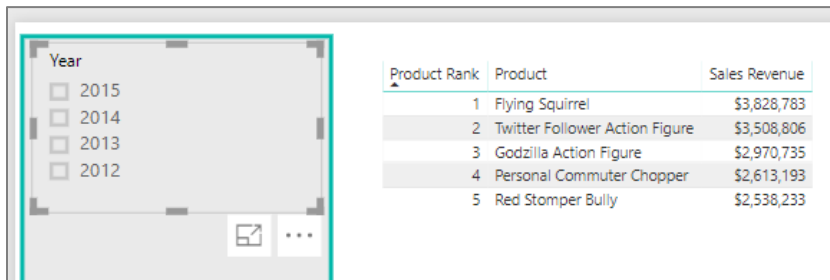 Year
2015
2014
2013
2012
Product Rank Product Sales Revenue
1 Flying Squirrel $3,828,783
2 Twitter Follower Action Figure $3,508,806
3 Godzilla Action Figure $2,970,735
4 Personal Commuter Chopper $2,613,193
5 Red Stomper Bully $2,538,233